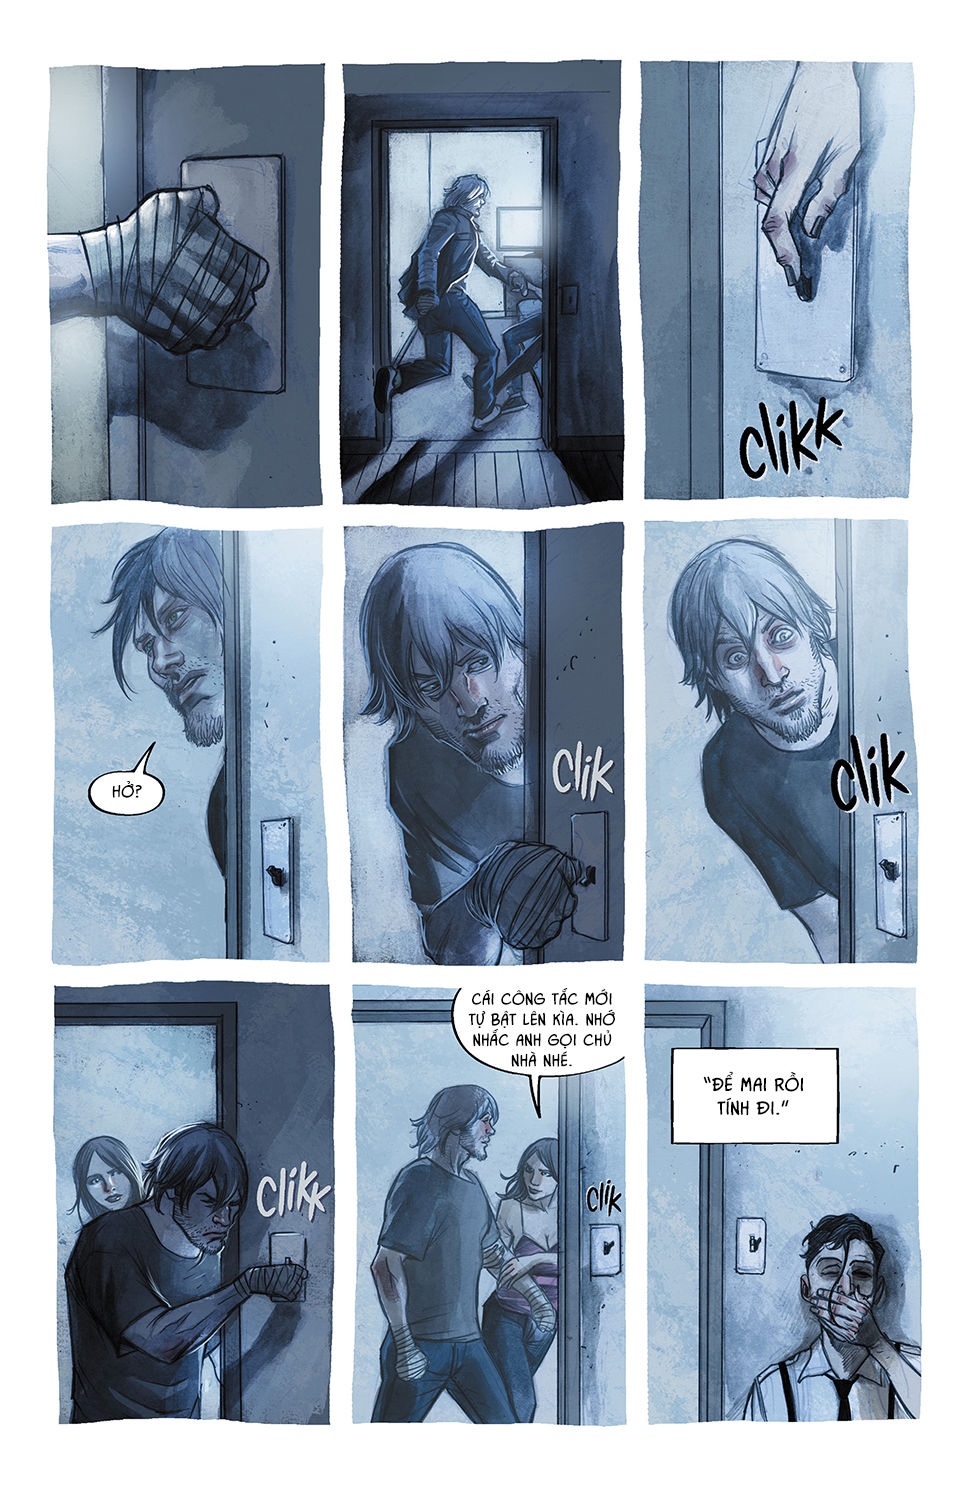 CLIKK
HỞ?
CLIK
CLIK
CLIKK
CÁI CÔNG TẮC MỚI
TỰ BẬT LÊN KÌA. NHỚ
NHẮC ANH GỌI CHỦ
NHÀ NHÉ.
CLIK
"ĐỂ MAI RỒI
TÍNH ĐI."